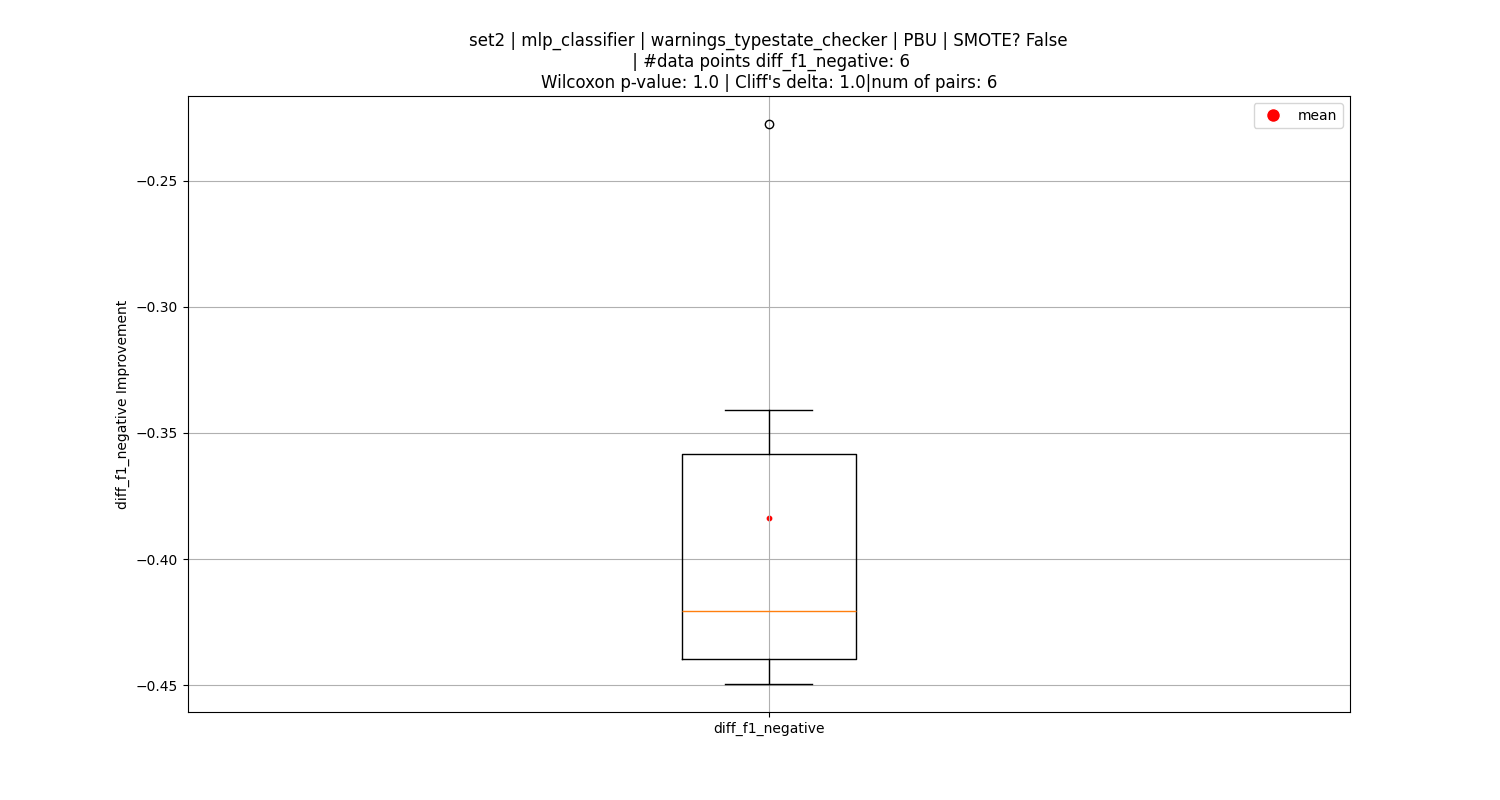 set2 | mlp_classifier | warnings_typestate_checker | PBU | SMOTE? False
| #data points diff_f1_negative: 6
Wilcoxon p-value: 1.0 | Cliff's delta: 1.0|num of pairs: 6
mean
−0.25
−0.30
−0.35
−0.40
−0.45
diff_f1_negative Improvement
diff_f1_negative